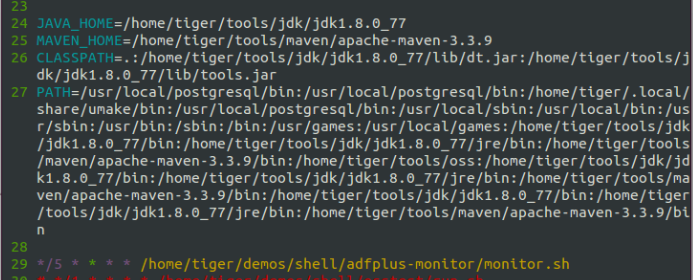 23
24 JAVA_HOME=/home/tiger/tools/jdk/jdk1.8.0_77
25 MAVEN_HOME=/home/tiger/tools/maven/apache-maven-3.3.9
26 CLASSPATH=.:/home/tiger/tools/jdk/jdk1.8.0_77/lib/dt.jar:/home/tiger/tools/j
dk/jdk1.8.0_77/lib/tools.jar
27 PATH=/usr/local/postgresql/bin:/usr/local/postgresql/bin:/home/tiger/.local/
share/umake/bin:/usr/local/postgresql/bin:/usr/local/sbin:/usr/local/bin:/us
r/sbin:/usr/bin:/sbin:/bin:/usr/games:/usr/local/games:/home/tiger/tools/jdk
/jdk1.8.0_77/bin:/home/tiger/tools/jdk/jdk1.8.0_77/jre/bin:/home/tiger/tools
/maven/apache-maven-3.3.9/bin:/home/tiger/tools/oss:/home/tiger/tools/jdk/jd
k1.8.0_77/bin:/home/tiger/tools/jdk/jdk1.8.0_77/jre/bin:/home/tiger/tools/ma
ven/apache-maven-3.3.9/bin:/home/tiger/tools/jdk/jdk1.8.0_77/bin:/home/tiger
/tools/jdk/jdk1.8.0_77/jre/bin:/home/tiger/tools/maven/apache-maven-3.3.9/bi
n
28
29 */5 * * * * /home/tiger/demos/shell/adfplus-monitor/monitor.sh